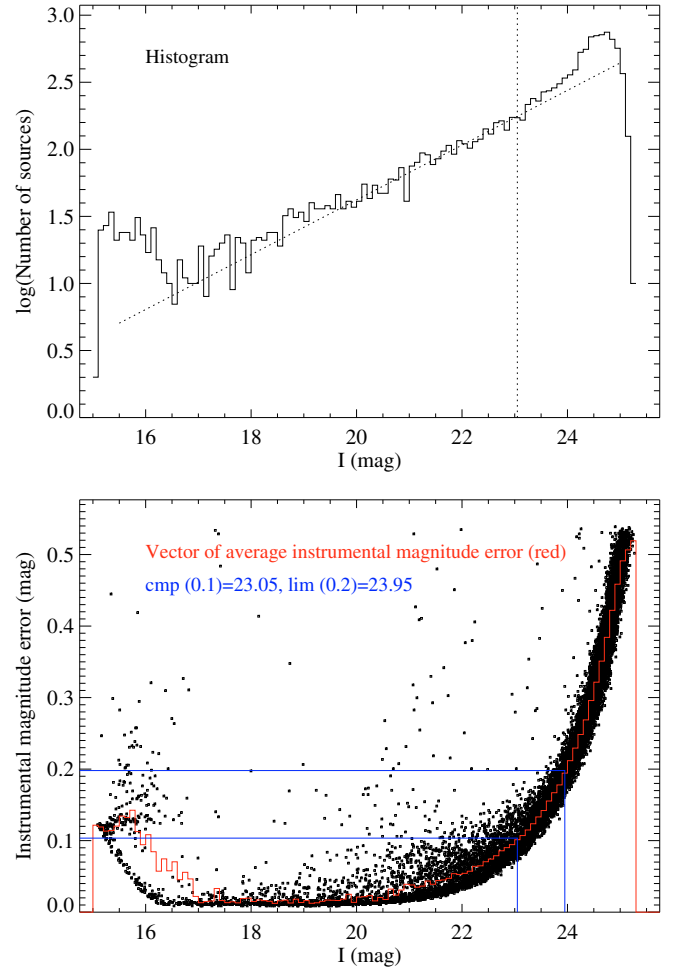 3.0
2.5
2.0
1.5
1.0
0.5
0.0
log(Number of sources)
Histogram
16 18 20 22 24
I (mag)
0.5
0.4
0.3
0.2
0.1
0.0
Instrumental magnitude error (mag)
Vector of average instrumental magnitude error (red)
cmp (0.1)=23.05, lim (0.2)=23.95
16 18 20 22 24
I (mag)